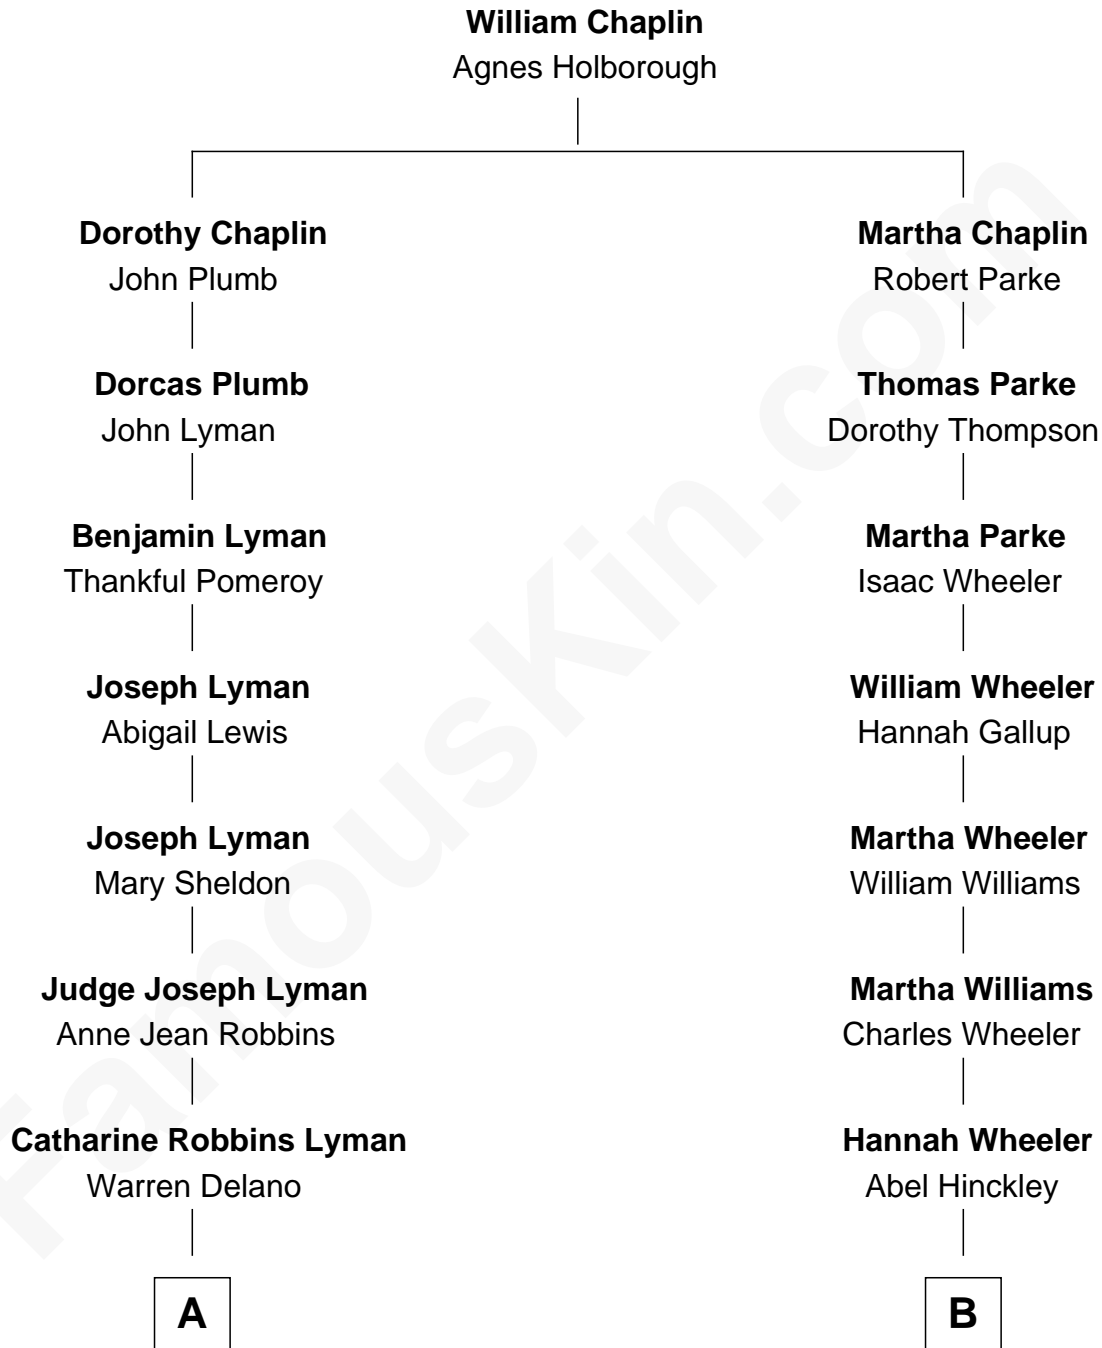 William Chaplin
Agnes Holborough
Dorothy Chaplin
John Plumb
Martha Chaplin
Robert Parke
Dorcas Plumb
John Lyman
Thomas Parke
Dorothy Thompson
Benjamin Lyman
Thankful Pomeroy
Martha Parke
Isaac Wheeler
Joseph Lyman
Abigail Lewis
William Wheeler
Hannah Gallup
Joseph Lyman
Mary Sheldon
Martha Wheeler
William Williams
Judge Joseph Lyman
Anne Jean Robbins
Martha Williams
Charles Wheeler
Catharine Robbins Lyman
Warren Delano
Hannah Wheeler
Abel Hinckley
A
B
FamousKin.com